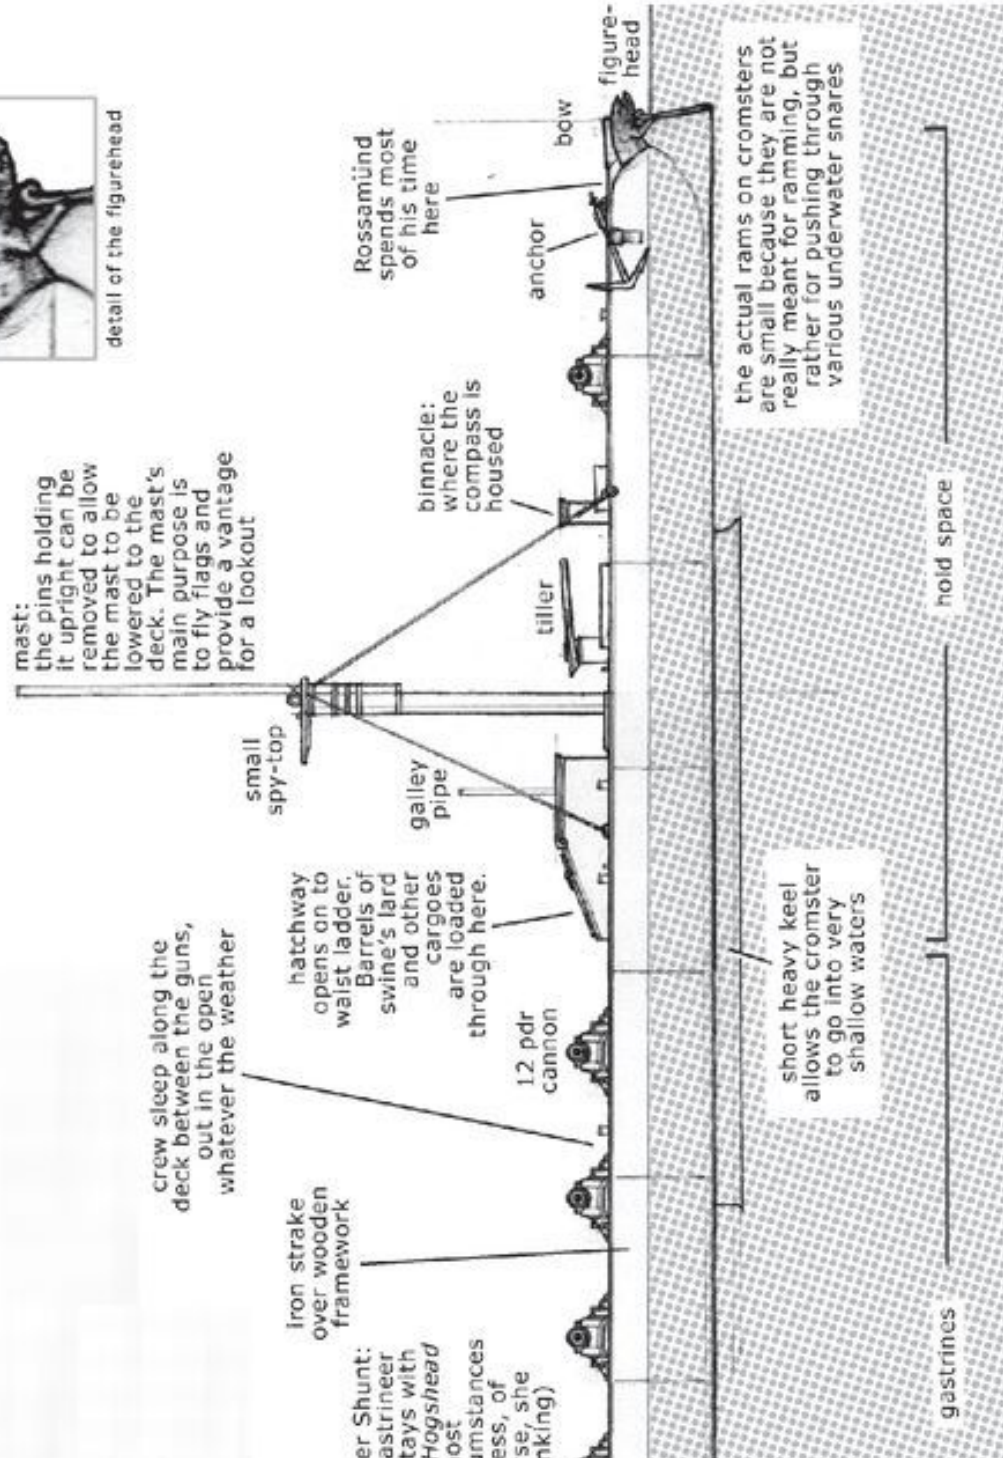 detail of the figurehead
mast:
the pins holding
it upright can be
removed to allow
the mast to be
lowered to the
deck. The mast's
main purpose is
to fly flags and
provide a vantage
for a lookout
crew sleep along the
deck between the guns,
out in the open
whatever the weather
small
spy-top
hatchway
opens on to
waist ladder.
Barrels of
swine's lard
and other
cargoes
are loaded
through here.
galley
pipe
binnacle:
where the
compass is
housed
Rossamünd
spends most
of his time
here
figure-
head
bow
anchor
tiller
12 pdr
cannon
iron strake
over wooden
framework
Shunt:
with
Hogshead
of
she
the actual rams on cromsters
are small because they are not
really meant for ramming, but
rather for pushing through
various underwater snares
short heavy keel
allows the cromster
to go into very
shallow waters
gastrines
hold space